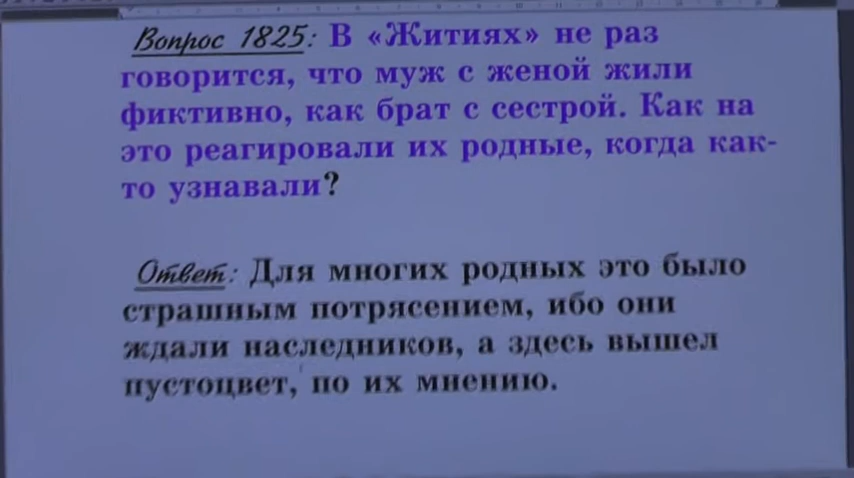 Вопрос 1825: В «Житиях» не раз
говорится, что муж с женой жили
фиктивно, как брат с сестрой. Как на
это реагировали их родные, когда как-
то узнавали?
Ответ: Для многих родных это было
страшным потрясением, ибо они
ждали наследников, а здесь вышел
пустоцвет, по их мнению.